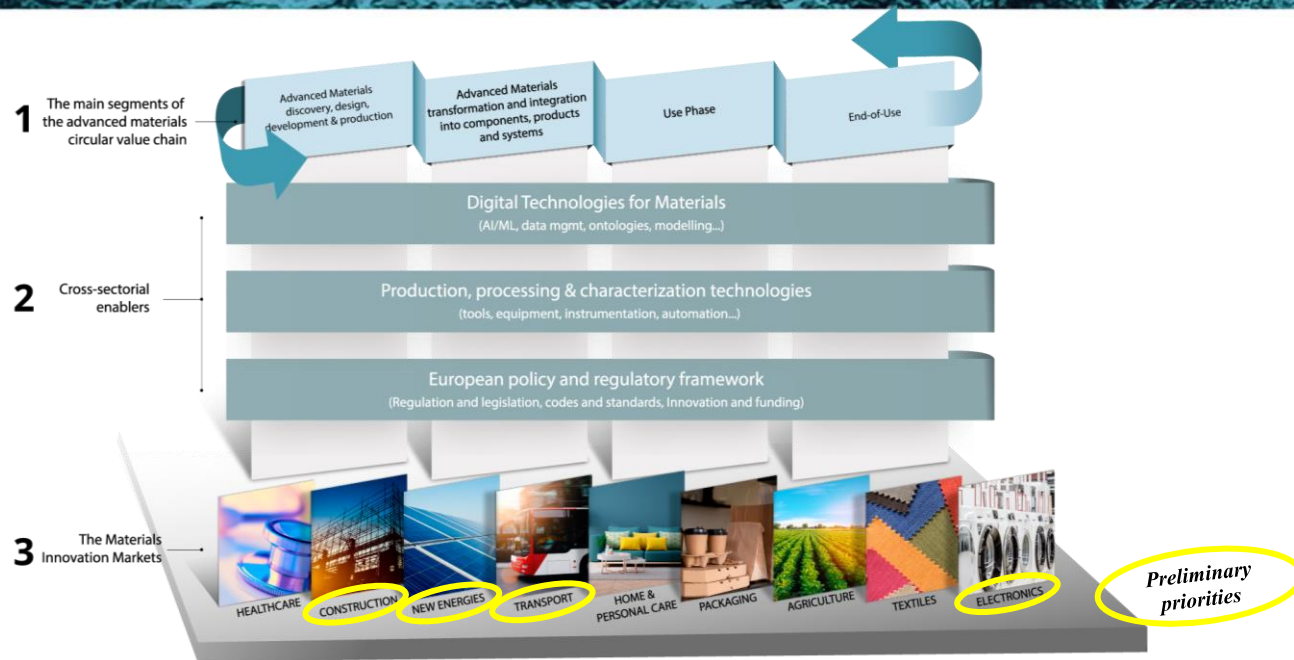 1
The main segments of
the advanced materials
circular value chain
Advanced Materials
discovery, design,
development & production
Advanced Materials
transformation and integration
into components, products
and systems
Use Phase
End-of-Use
2
Cross-sectorial
enablers
Digital Technologies for Materials
(AI/ML, data mgmt, ontologies, modelling...)
Production, processing & characterization technologies
(tools, equipment, instrumentation, automation...)
European policy and regulatory framework
(Regulation and legislation, codes and standards, Innovation and funding)
3
The Materials
Innovation Markets
HEALTHCARE
CONSTRUCTION
NEW ENERGIES
TRANSPORT
HOME &
PERSONAL CARE
PACKAGING
AGRICULTURE
TEXTILES
ELECTRONICS
Preliminary
priorities